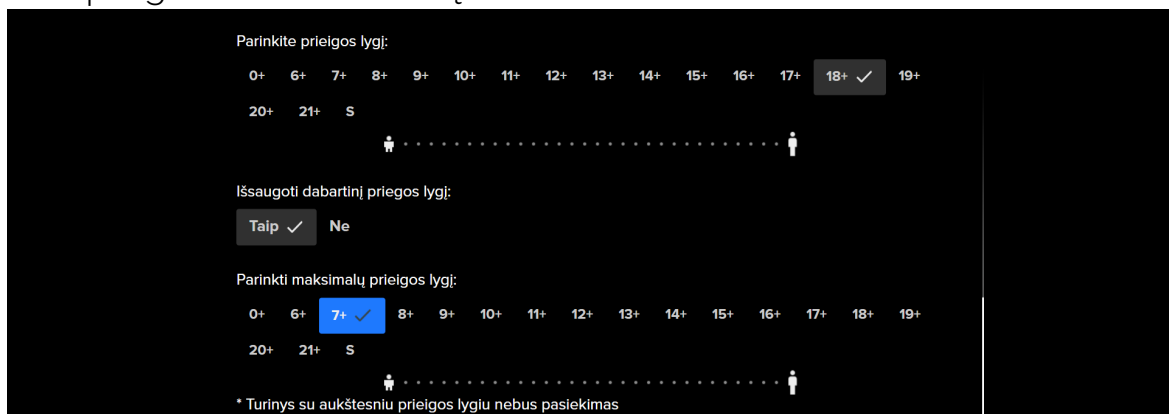 Parinkite prieigos lygį:
0+ 6+ 7+ 8+ 9+ 10+ 11+ 12+ 13+ 14+ 15+ 16+ 17+ 18+ 19+
20+ 21+ S
Išsaugoti dabartinį priegos lygį:
Taip Ne
Parinkti maksimalų prieigos lygį:
0+ 6+ 7+ 8+ 9+ 10+ 11+ 12+ 13+ 14+ 15+ 16+ 17+ 18+ 19+
20+ 21+ S
* Turinys su aukštesniu prieigos lygiu nebus pasiekimas